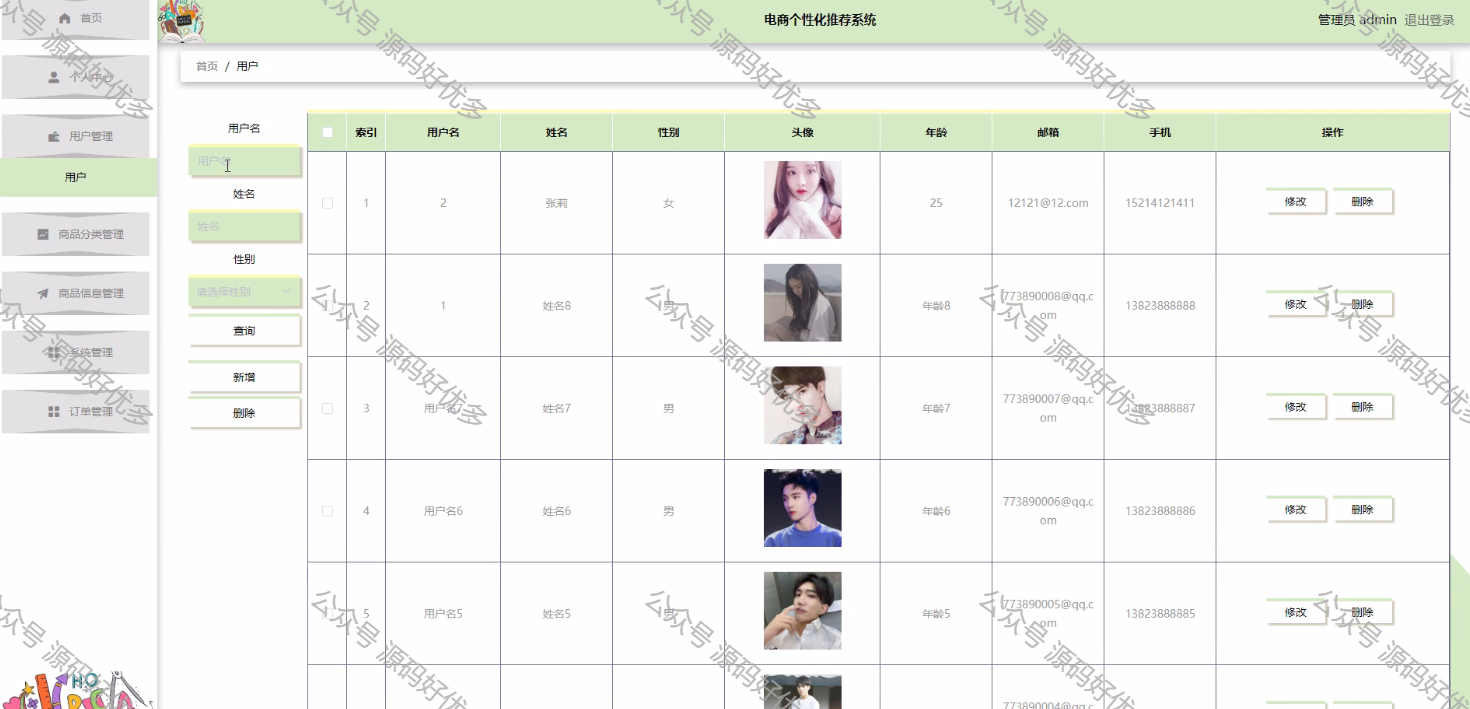 首页
个人中心
用户管理
用户
商品分类管理
商品信息管理
系统管理
订单管理
电商个性化推荐系统
管理员 admin 退出登录
首页 / 用户
用户名
用户名
姓名
姓名
性别
请选择性别
查询
新增
删除
索引 用户名 姓名 性别 头像 年龄 邮箱 手机 操作
1 2 张莉 女 25 12121@12.com 15214121411 修改 删除
2 1 姓名8 男 年龄8 773890008@qq.com 13823888888 修改 删除
3 用户名7 姓名7 男 年龄7 773890007@qq.com 13823888887 修改 删除
4 用户名6 姓名6 男 年龄6 773890006@qq.com 13823888886 修改 删除
5 用户名5 姓名5 男 年龄5 773890005@qq.com 13823888885 修改 删除
773890004@qq.c
公众号 源码好优多